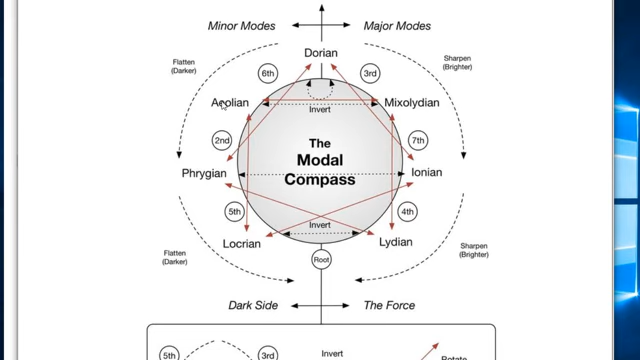 Minor Modes
Major Modes
Dorian
Flatten
(Darker)
Sharpen
(Brighter)
6th
3rd
Aeolian
Mixolydian
Invert
2nd
The
Modal
Compass
7th
Phrygian
Ionian
5th
4th
Invert
Locrian
Lydian
Flatten
(Darker)
Root
Sharpen
(Brighter)
Dark Side
The Force
5th
3rd
Invert
Rotate